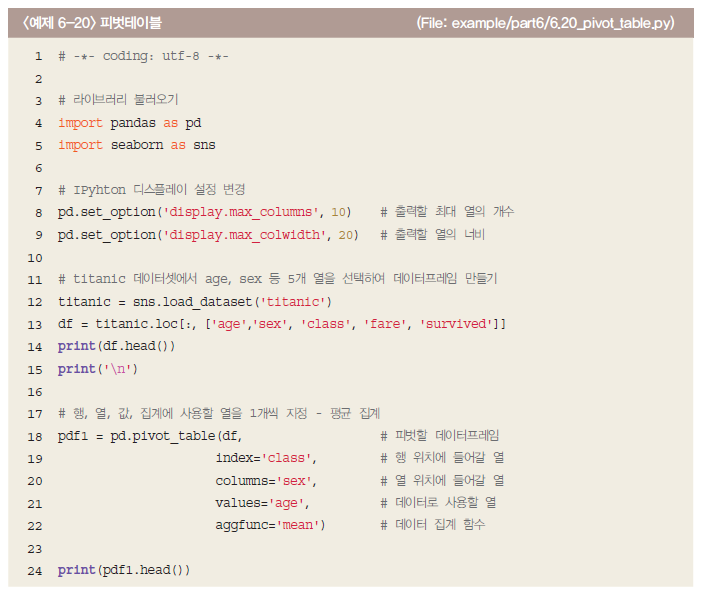 〈예제 6-20〉 피벗테이블 (File: example/part6/6.20_pivot_table.py)
1 # -*- coding: utf-8 -*-
2
3 # 라이브러리 불러오기
4 import pandas as pd
5 import seaborn as sns
6
7 # IPyhton 디스플레이 설정 변경
8 pd.set_option('display.max_columns', 10) # 출력할 최대 열의 개수
9 pd.set_option('display.max_colwidth', 20) # 출력할 열의 너비
10
11 # titanic 데이터셋에서 age, sex 등 5개 열을 선택하여 데이터프레임 만들기
12 titanic = sns.load_dataset('titanic')
13 df = titanic.loc[:, ['age','sex', 'class', 'fare', 'survived']]
14 print(df.head())
15 print('\n')
16
17 # 행, 열, 값, 집계에 사용할 열을 1개씩 지정 - 평균 집계
18 pdf1 = pd.pivot_table(df, # 피벗할 데이터프레임
19 index='class', # 행 위치에 들어갈 열
20 columns='sex', # 열 위치에 들어갈 열
21 values='age', # 데이터로 사용할 열
22 aggfunc='mean') # 데이터 집계 함수
23
24 print(pdf1.head())